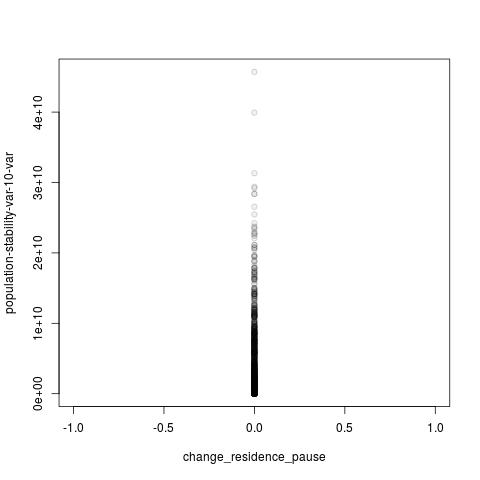 population-stability-var-10-var
4e+10
3e+10
2e+10
1e+10
0e+00
-1.0 -0.5 0.0 0.5 1.0
change_residence_pause